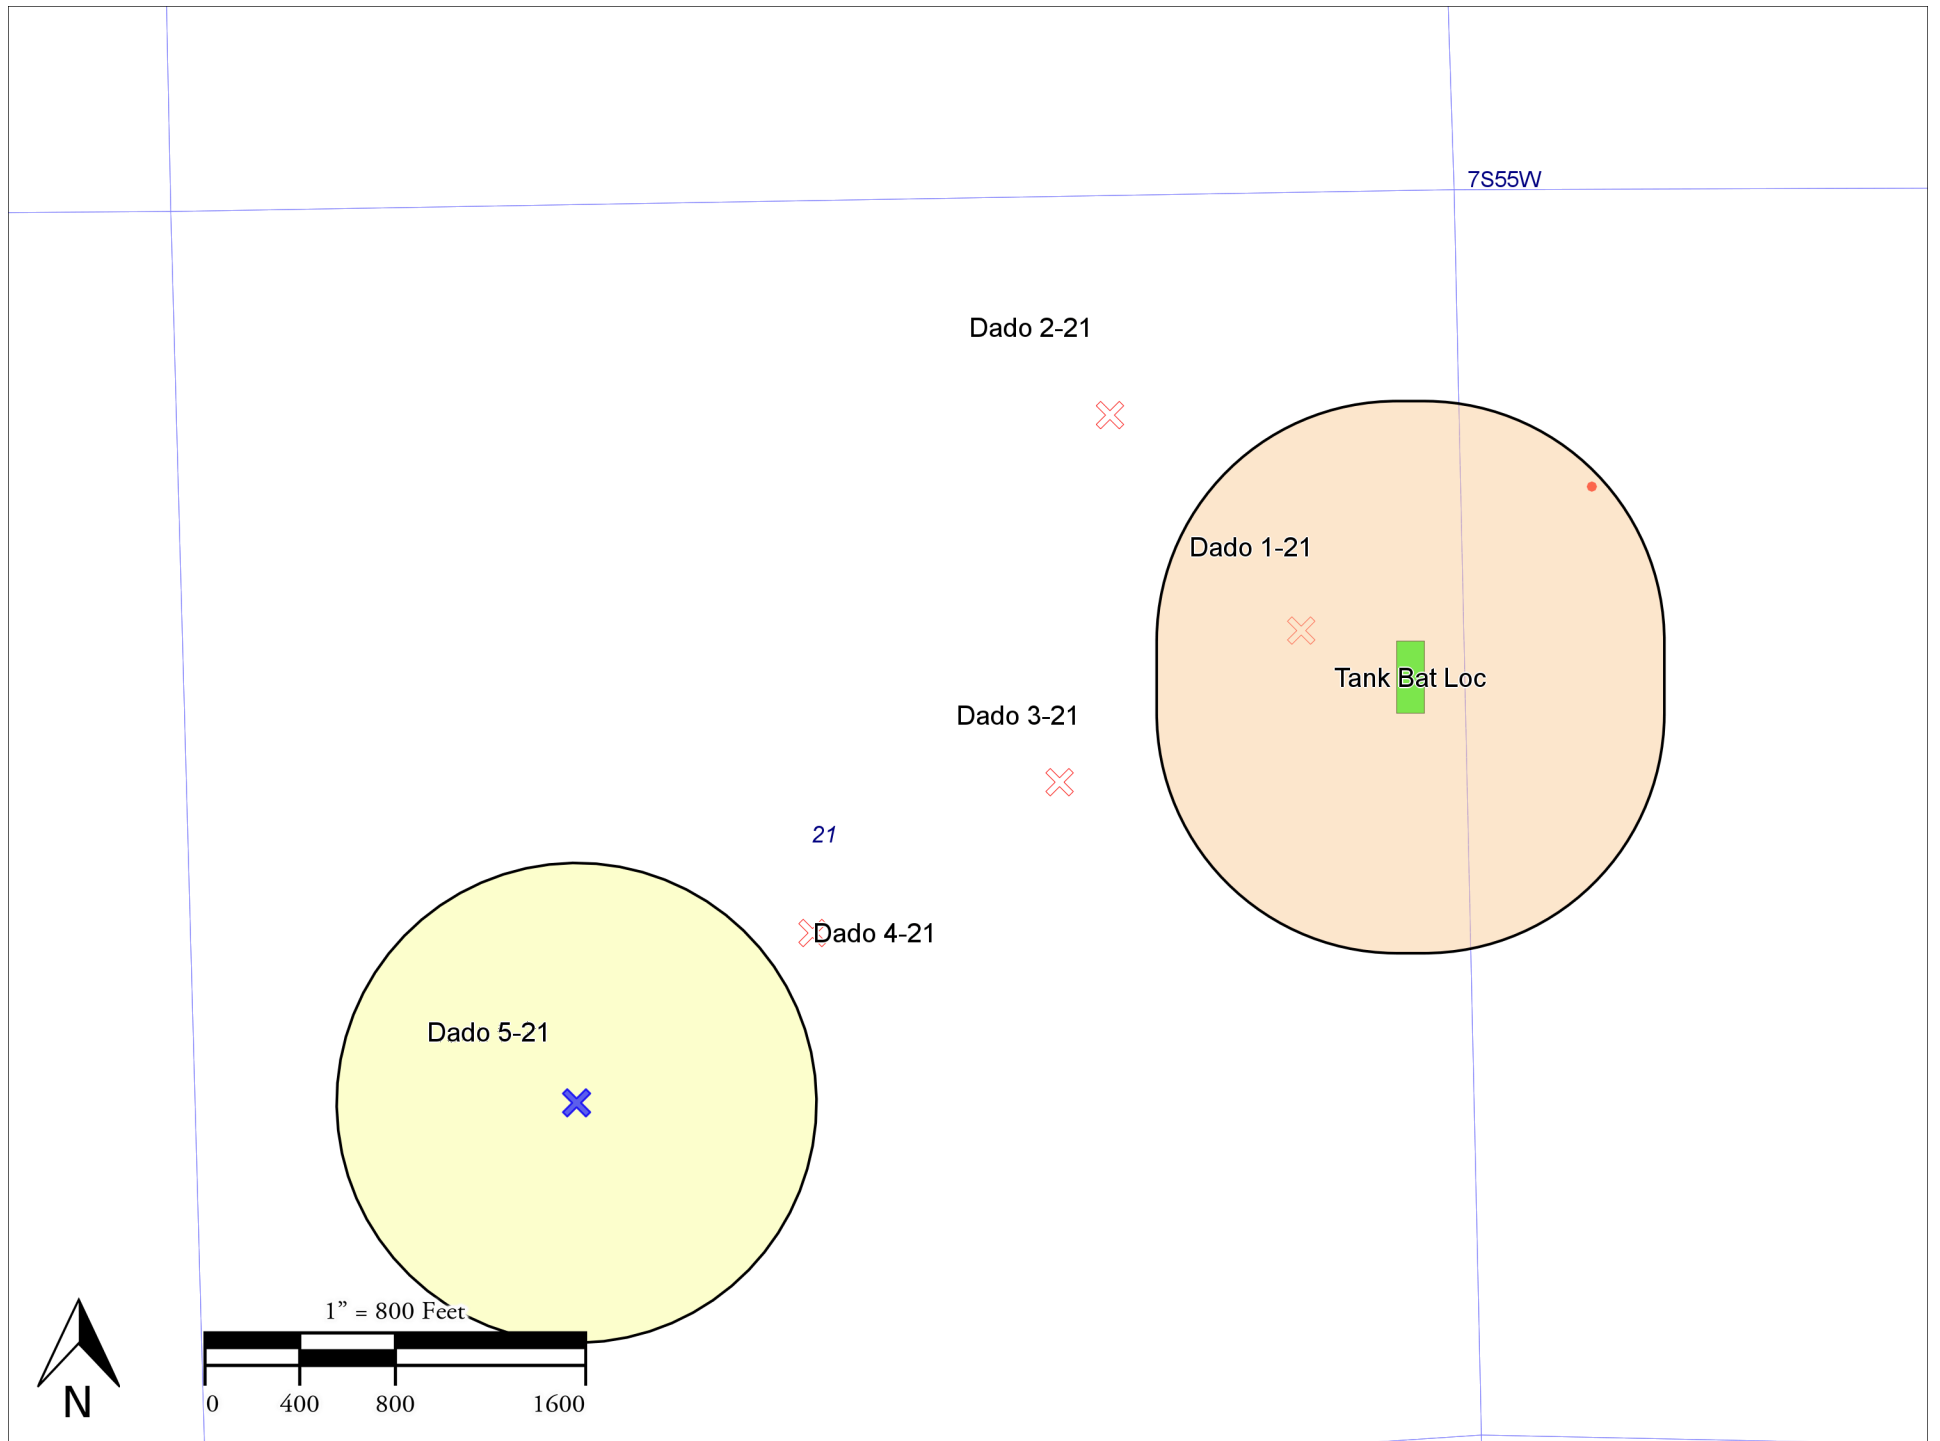 7S55W
Dado 2-21
Dado 1-21
Tank Bat Loc
Dado 3-21
21
Dado 4-21
Dado 5-21
1” = 800 Feet
0 400 800 1600
N